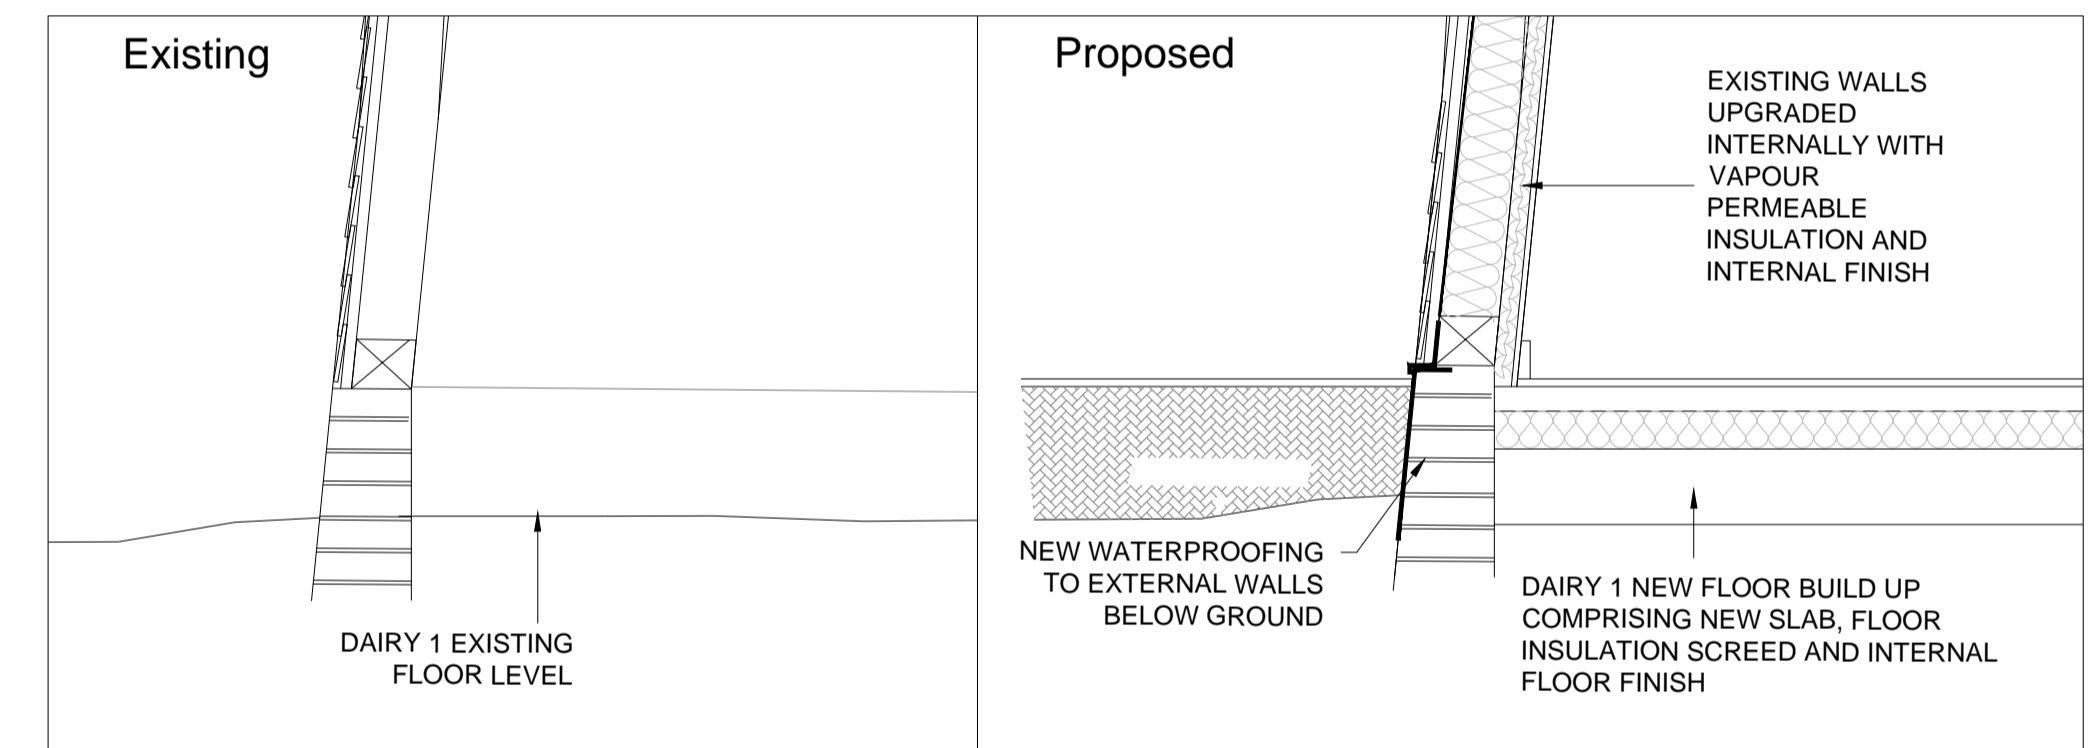 Existing
DAIRY 1 EXISTING
FLOOR LEVEL
Proposed
EXISTING WALLS
UPGRADED
INTERNALLY WITH
VAPOUR
PERMEABLE
INSULATION AND
INTERNAL FINISH
NEW WATERPROOFING
TO EXTERNAL WALLS
BELOW GROUND
DAIRY 1 NEW FLOOR BUILD UP
COMPRISING NEW SLAB, FLOOR
INSULATION SCREED AND INTERNAL
FLOOR FINISH